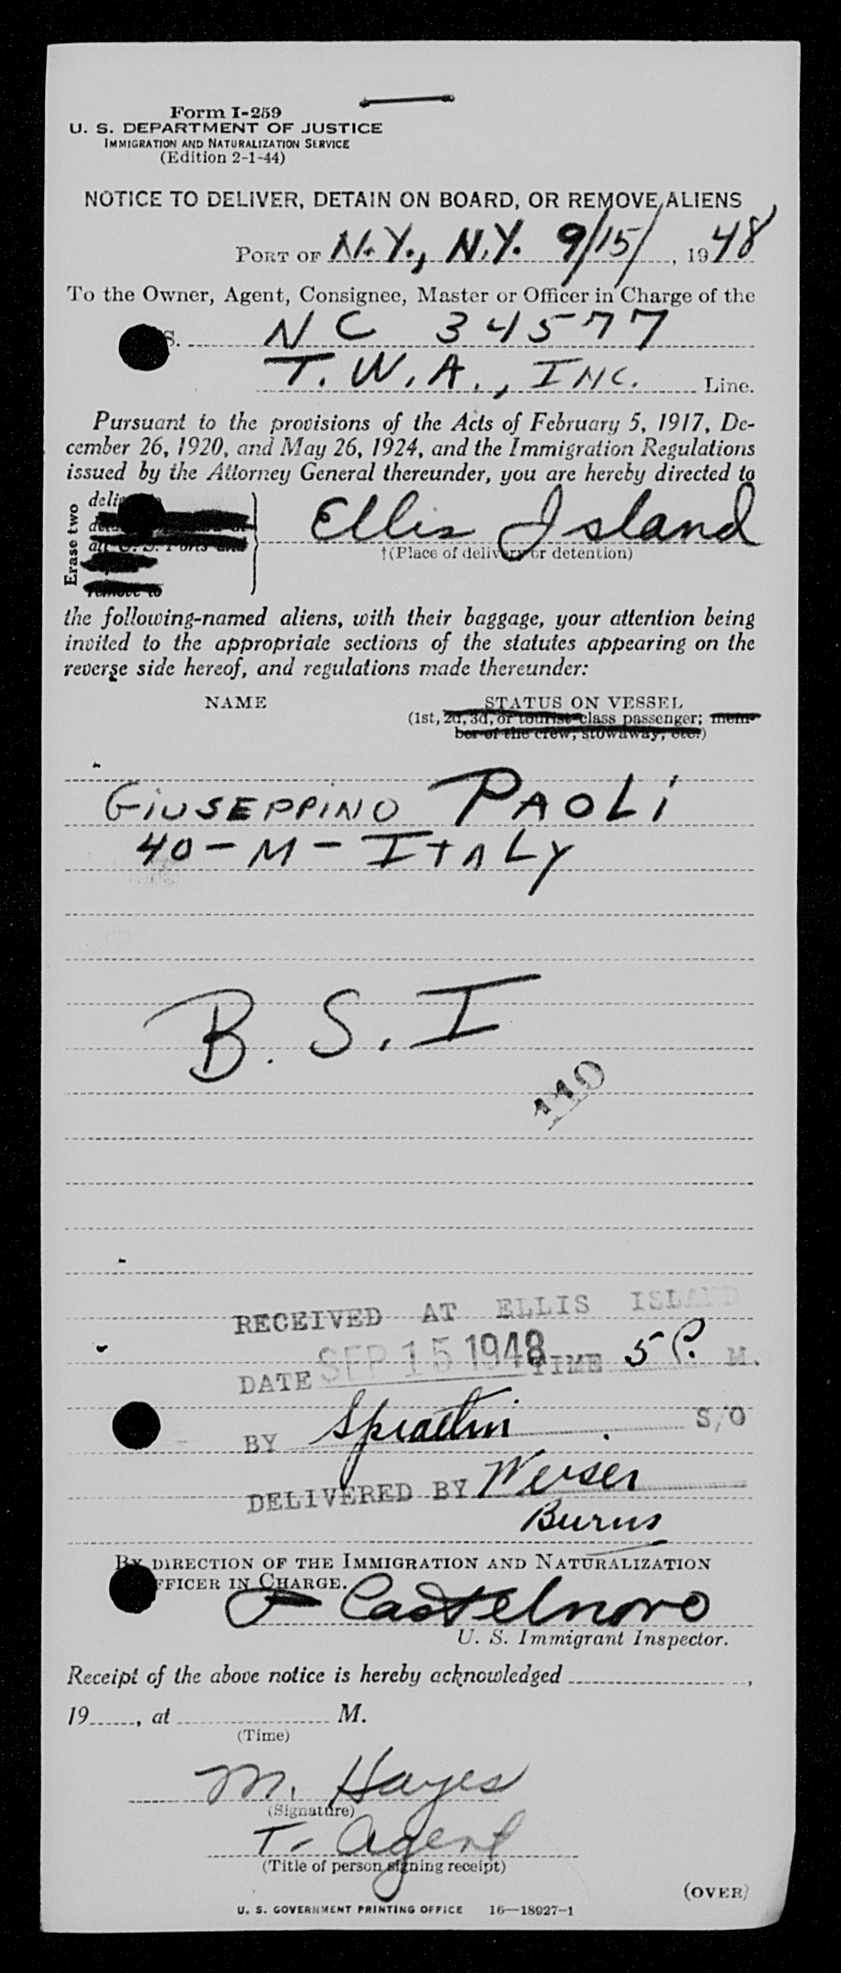 Form I-259
U. S. DEPARTMENT OF JUSTICE
IMMIGRATION AND NATURALIZATION SERVICE
(Edition 2-1-44)
NOTICE TO DELIVER, DETAIN ON BOARD, OR REMOVE ALIENS
PORT OF N.Y., N.Y. 9/15/, 1948
To the Owner, Agent, Consignee, Master or Officer in Charge of the
S. NC 34577
T.W.A., INC. Line.
Pursuant to the provisions of the Acts of February 5, 1917, De-
cember 26, 1920, and May 26, 1924, and the Immigration Regulations
issued by the Attorney General thereunder, you are hereby directed to
Erase two
Ellis Island
†(Place of delivery or detention)
remove to
the following-named aliens, with their baggage, your attention being
invited to the appropriate sections of the statutes appearing on the
reverse side hereof, and regulations made thereunder:
NAME STATUS ON VESSEL
(1st, 2d, 3d, or tourist-class passenger; mem-
ber of the crew, stowaway, etc.)
GIUSEPPINO PAOLI
40 - M - ITALY
B. S. I
110
RECEIVED AT ELLIS ISLAND
DATE SEP 15 1948 TIME 5 P. M.
BY S/O
DELIVERED BY Weiser
Burns
BY DIRECTION OF THE IMMIGRATION AND NATURALIZATION
OFFICER IN CHARGE.
Castelnovo
U. S. Immigrant Inspector.
Receipt of the above notice is hereby acknowledged ,
19 , at M.
(Time)
M. Hayes
(Signature)
T. Agent
(Title of person signing receipt)
(OVER)
U. S. GOVERNMENT PRINTING OFFICE 16—18027-1